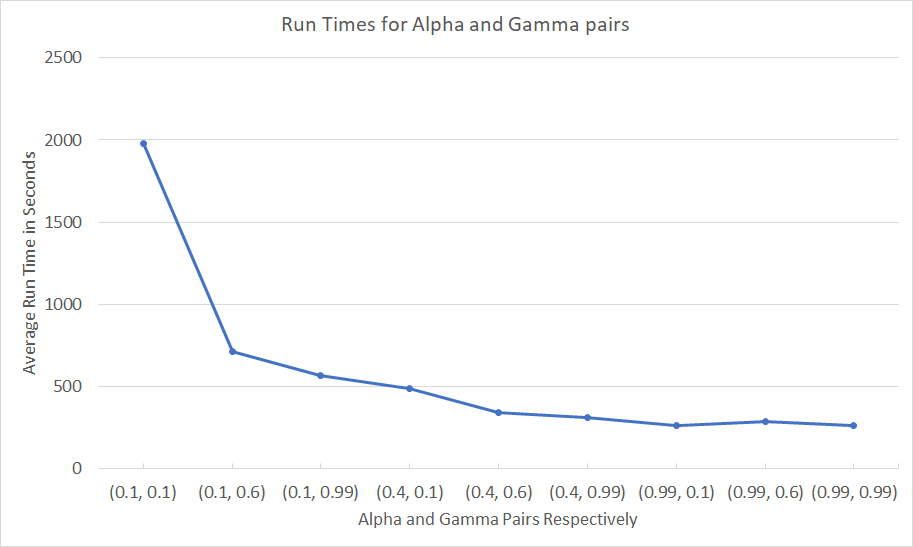 Run Times for Alpha and Gamma pairs
2500
2000
1500
1000
500
0
Average Run Time in Seconds
(0.1, 0.1) (0.1, 0.6) (0.1, 0.99) (0.4, 0.1) (0.4, 0.6) (0.4, 0.99) (0.99, 0.1) (0.99, 0.6) (0.99, 0.99)
Alpha and Gamma Pairs Respectively